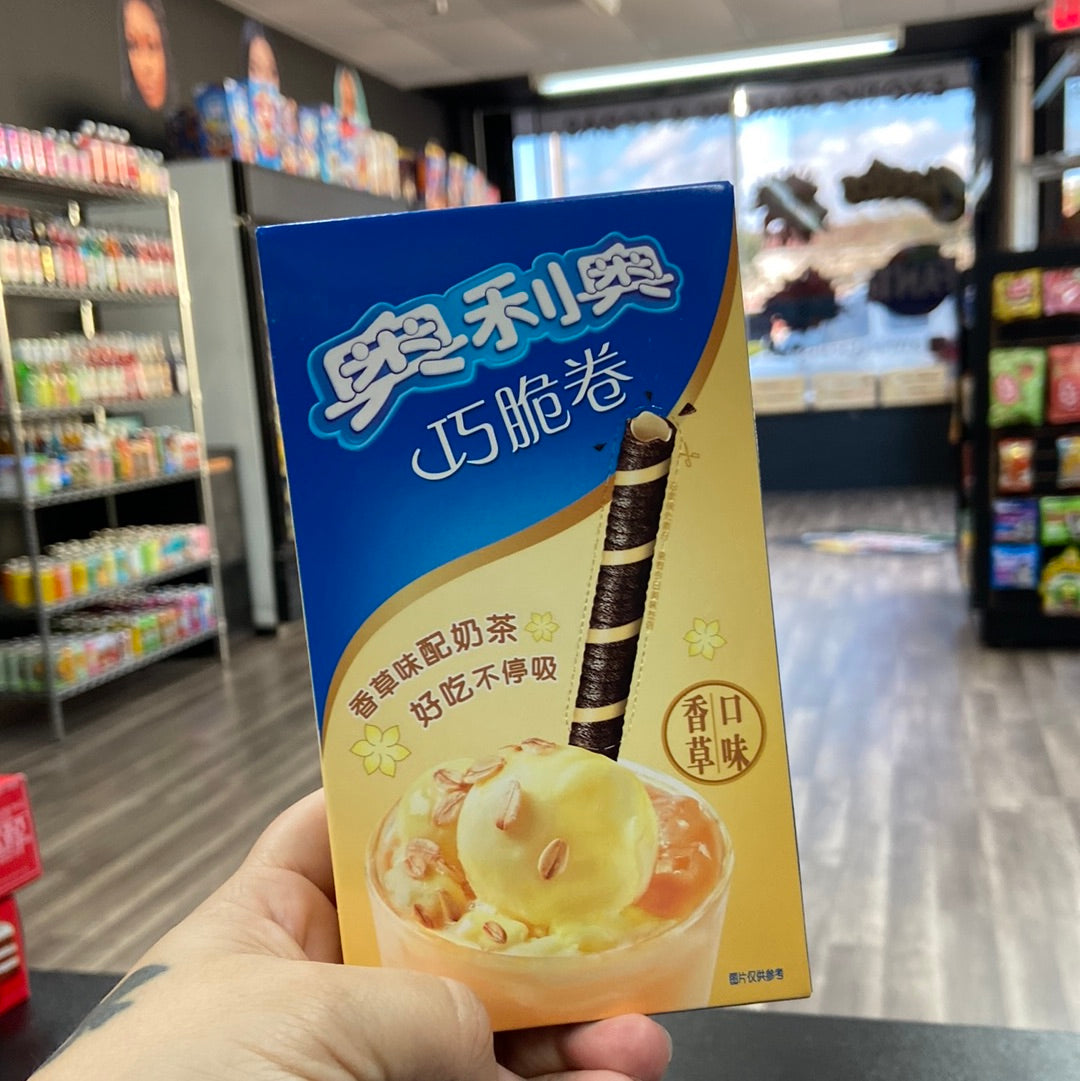 奥利奥
巧脆卷
香草味配奶茶
好吃不停吸
香草
口味
图片仅供参考